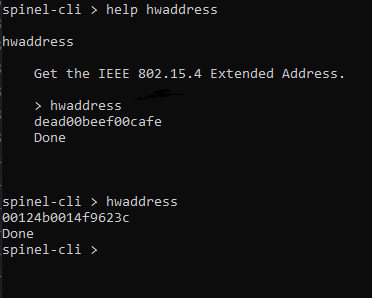 spinel-cli > help hwaddress
hwaddress
Get the IEEE 802.15.4 Extended Address.
> hwaddress
dead00beef00cafe
Done
spinel-cli > hwaddress
00124b0014f9623c
Done
spinel-cli >